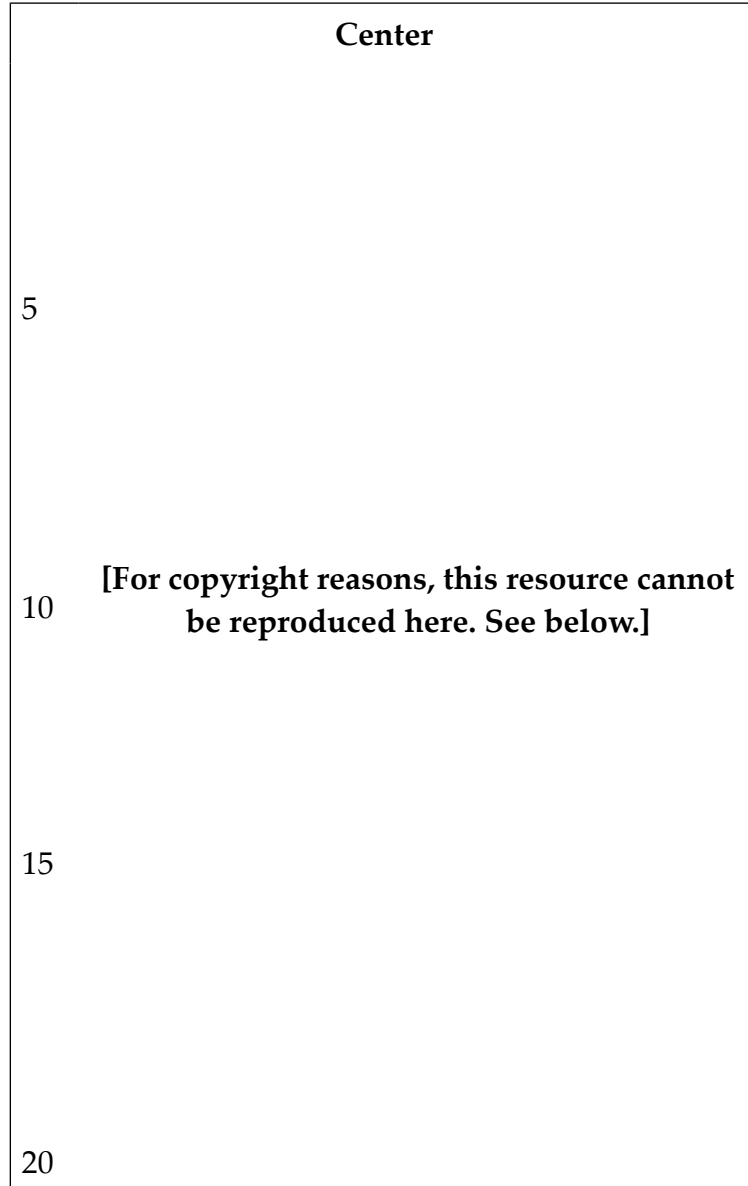 Center
5
[For copyright reasons, this resource cannot
10
be reproduced here. See below.]
15
20